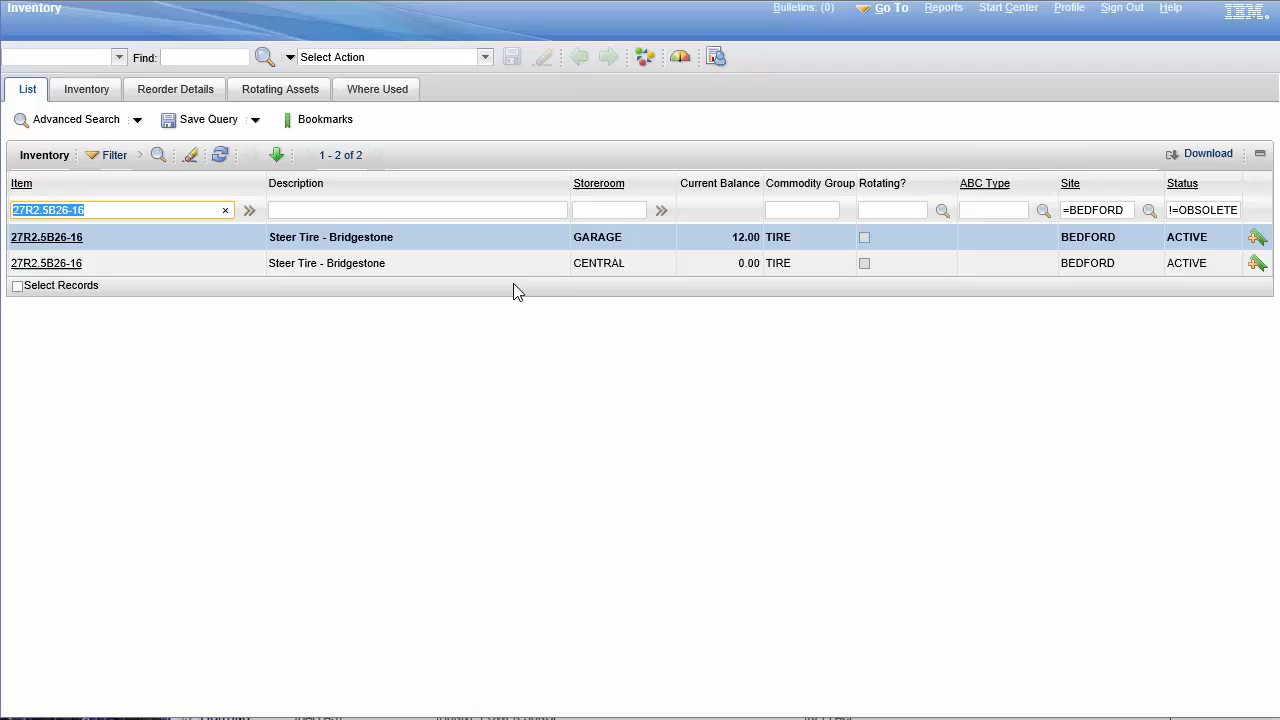 Inventory Bulletins: (0) Go To Reports Start Center Profile Sign Out Help IBM.
Find: Select Action
List Inventory Reorder Details Rotating Assets Where Used
Advanced Search Save Query Bookmarks
Inventory Filter 1 - 2 of 2 Download
Item Description Storeroom Current Balance Commodity Group Rotating? ABC Type Site Status
27R2.5B26-16 × =BEDFORD !=OBSOLETE
27R2.5B26-16 Steer Tire - Bridgestone GARAGE 12.00 TIRE BEDFORD ACTIVE
27R2.5B26-16 Steer Tire - Bridgestone CENTRAL 0.00 TIRE BEDFORD ACTIVE
Select Records